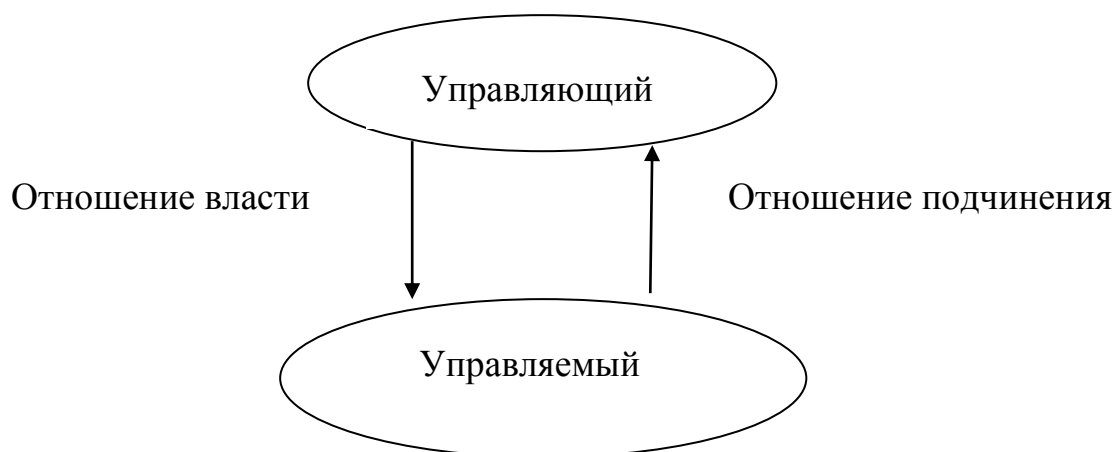 Управляющий
Отношение власти
Отношение подчинения
Управляемый